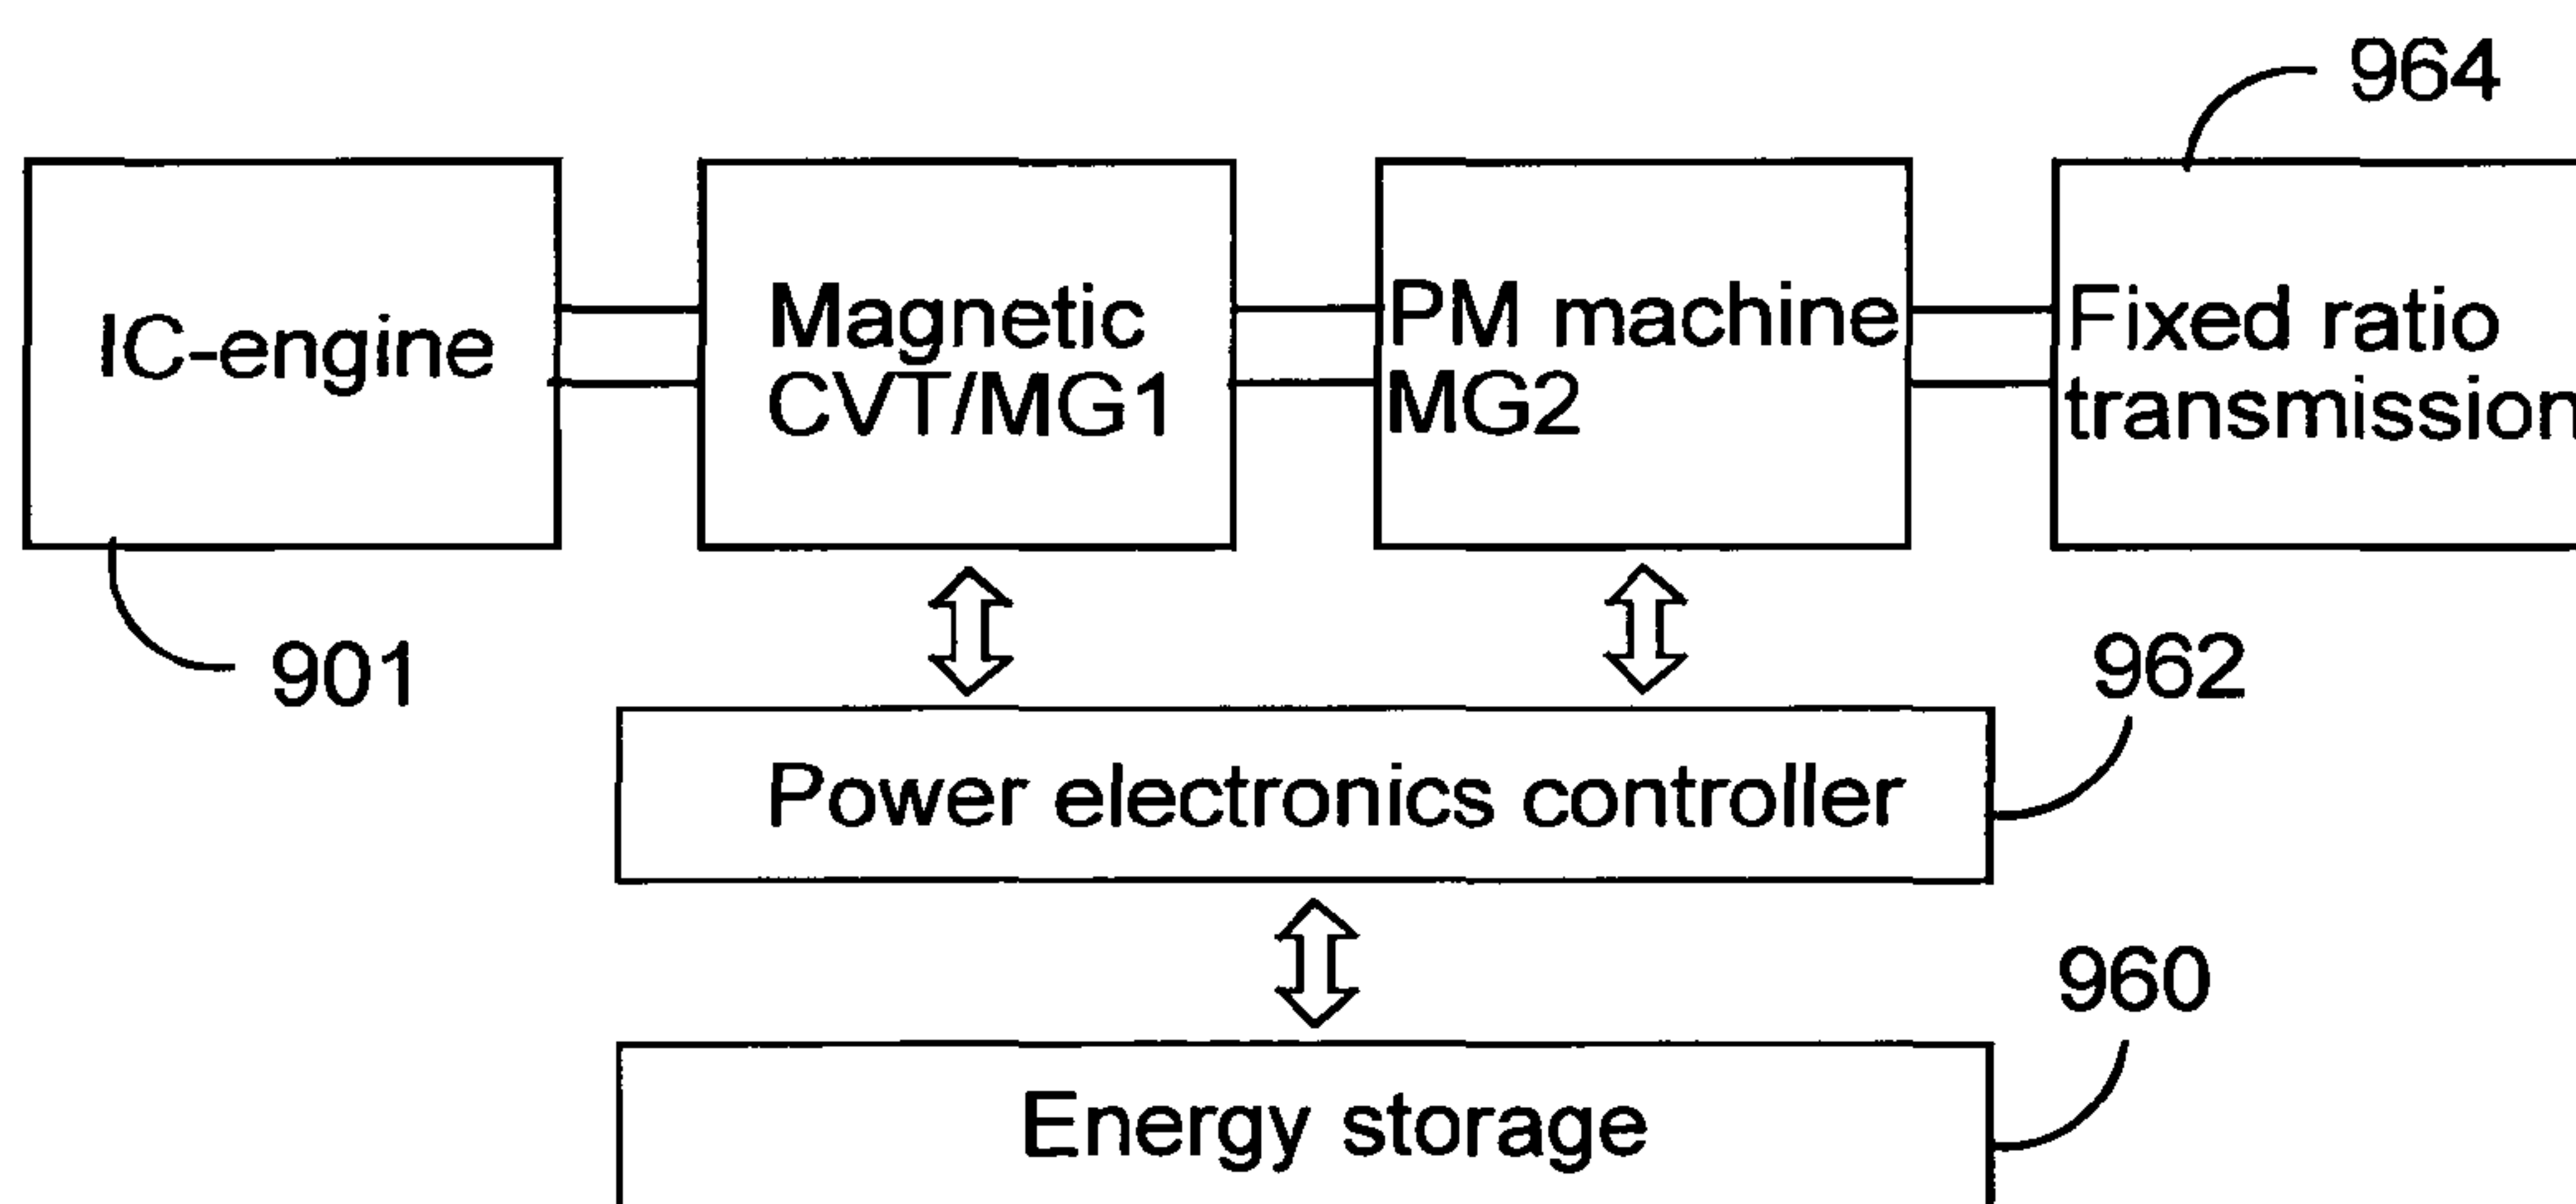 964
IC-engine
Magnetic
CVT/MG1
PM machine
MG2
Fixed ratio
transmission
901
962
Power electronics controller
960
Energy storage